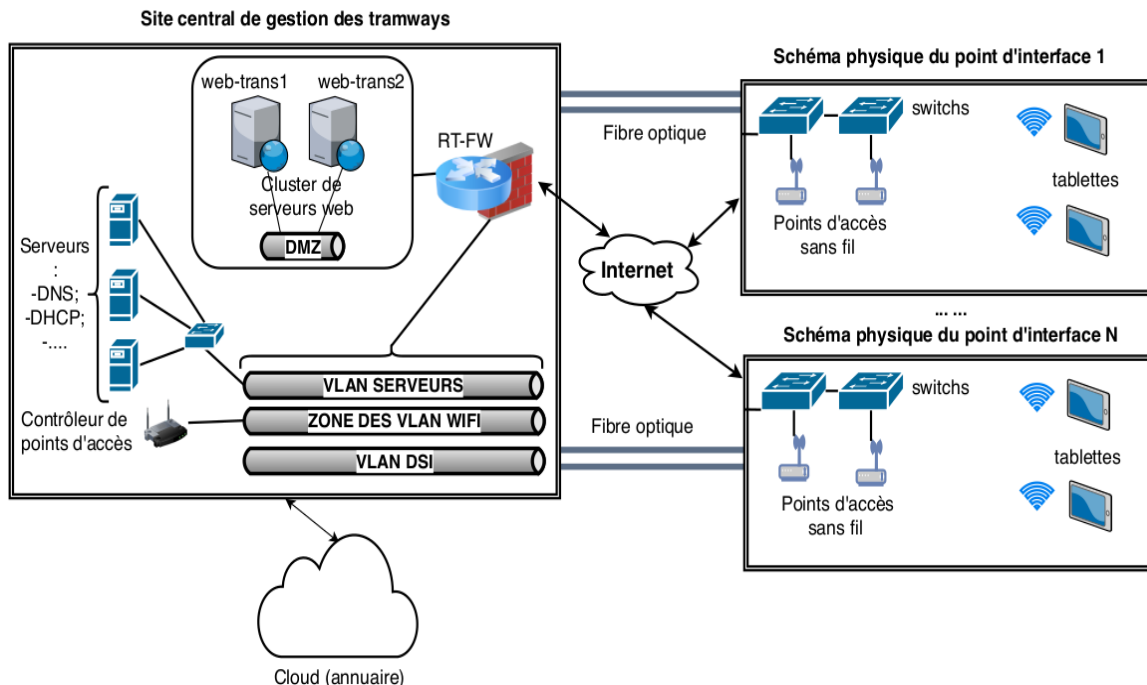 Site central de gestion des tramways
web-trans1
web-trans2
RT-FW
Cluster de
serveurs web
DMZ
Serveurs
:
-DNS;
-DHCP;
-....
VLAN SERVEURS
Contrôleur de
points d'accès
ZONE DES VLAN WIFI
VLAN DSI
Cloud (annuaire)
Fibre optique
Internet
Fibre optique
Schéma physique du point d'interface 1
switchs
tablettes
Points d'accès
sans fil
... ...
Schéma physique du point d'interface N
switchs
tablettes
Points d'accès
sans fil